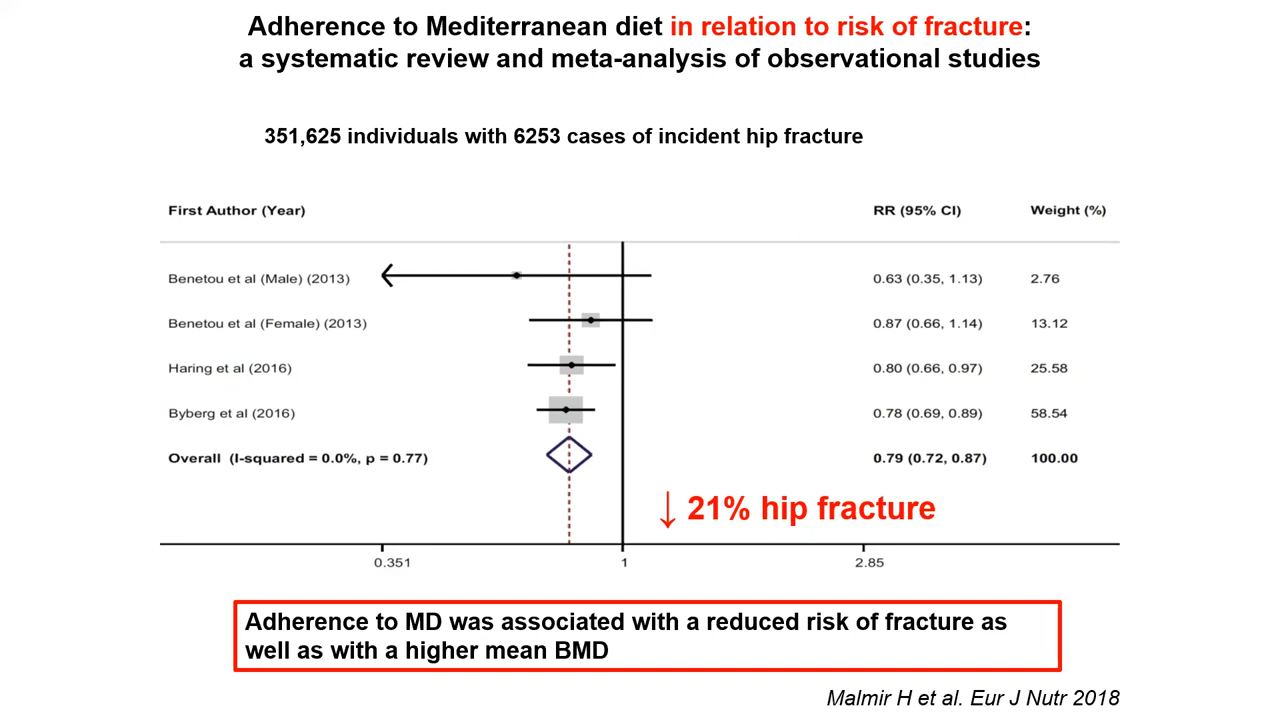 Adherence to Mediterranean diet in relation to risk of fracture:
a systematic review and meta-analysis of observational studies
351,625 individuals with 6253 cases of incident hip fracture
First Author (Year) RR (95% CI) Weight (%)
Benetou et al (Male) (2013) 0.63 (0.35, 1.13) 2.76
Benetou et al (Female) (2013) 0.87 (0.66, 1.14) 13.12
Haring et al (2016) 0.80 (0.66, 0.97) 25.58
Byberg et al (2016) 0.78 (0.69, 0.89) 58.54
Overall (I-squared = 0.0%, p = 0.77) 0.79 (0.72, 0.87) 100.00
↓ 21% hip fracture
0.351 1 2.85
Adherence to MD was associated with a reduced risk of fracture as
well as with a higher mean BMD
Malmir H et al. Eur J Nutr 2018